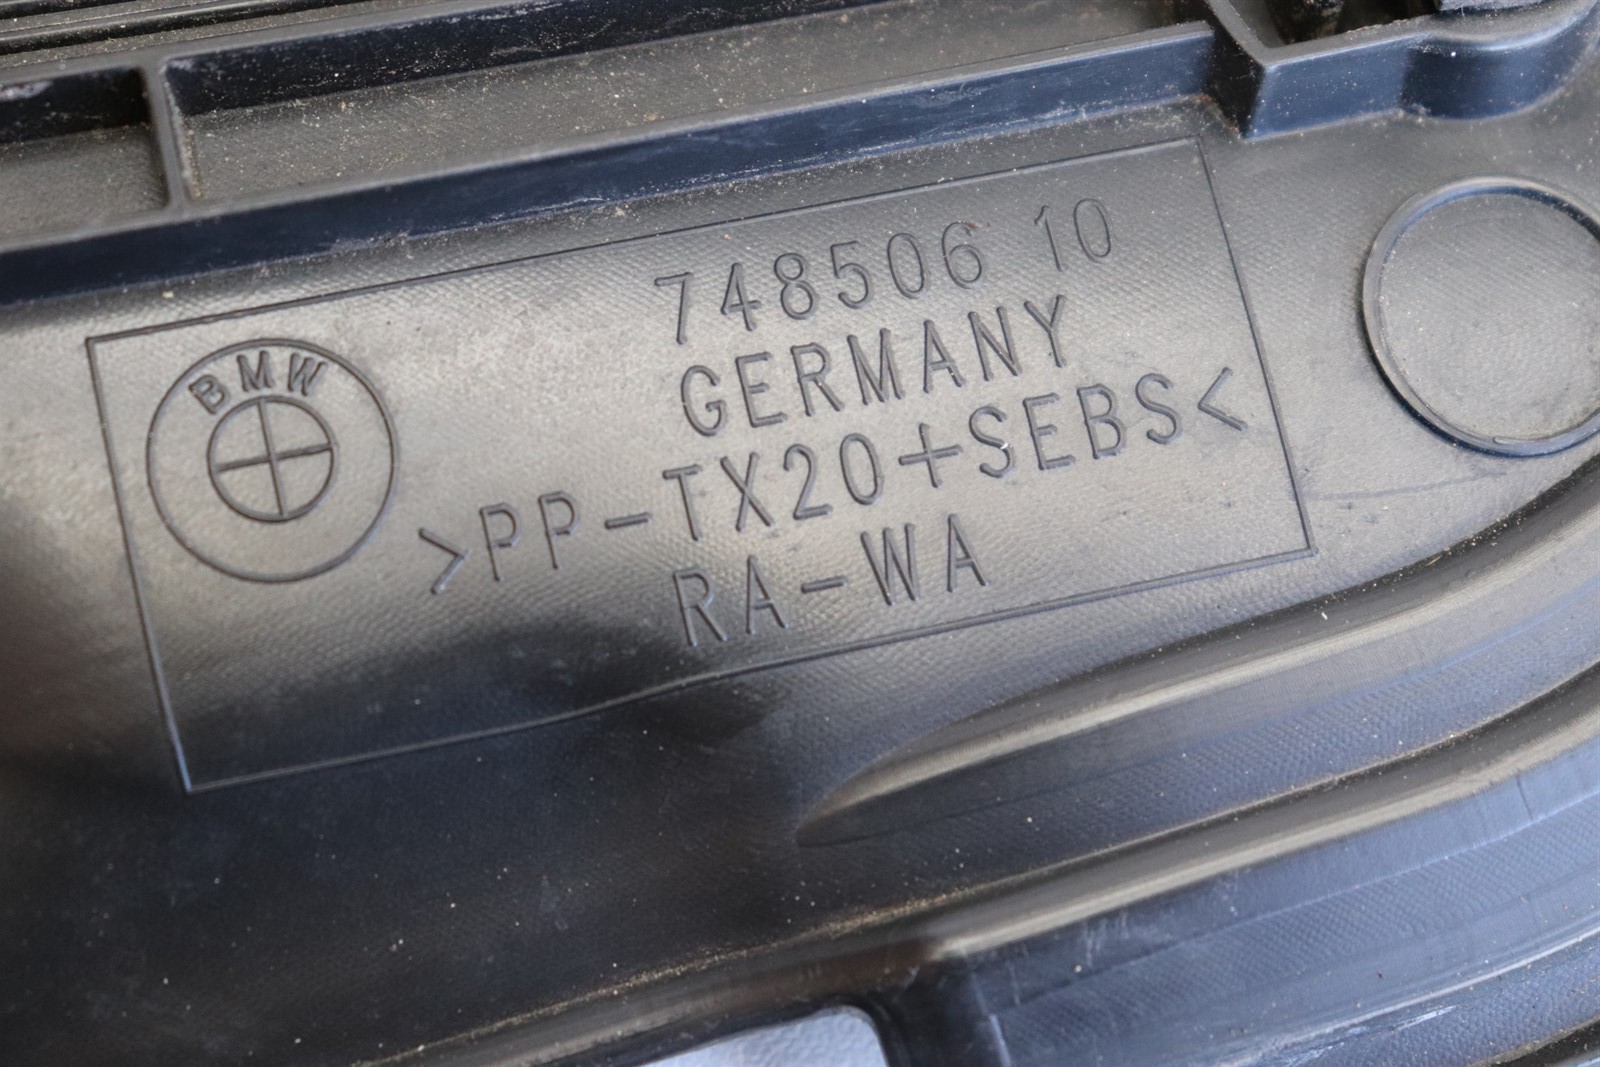 748506 10
BMW
GERMANY
>PP-TX20+SEBS<
RA-WA